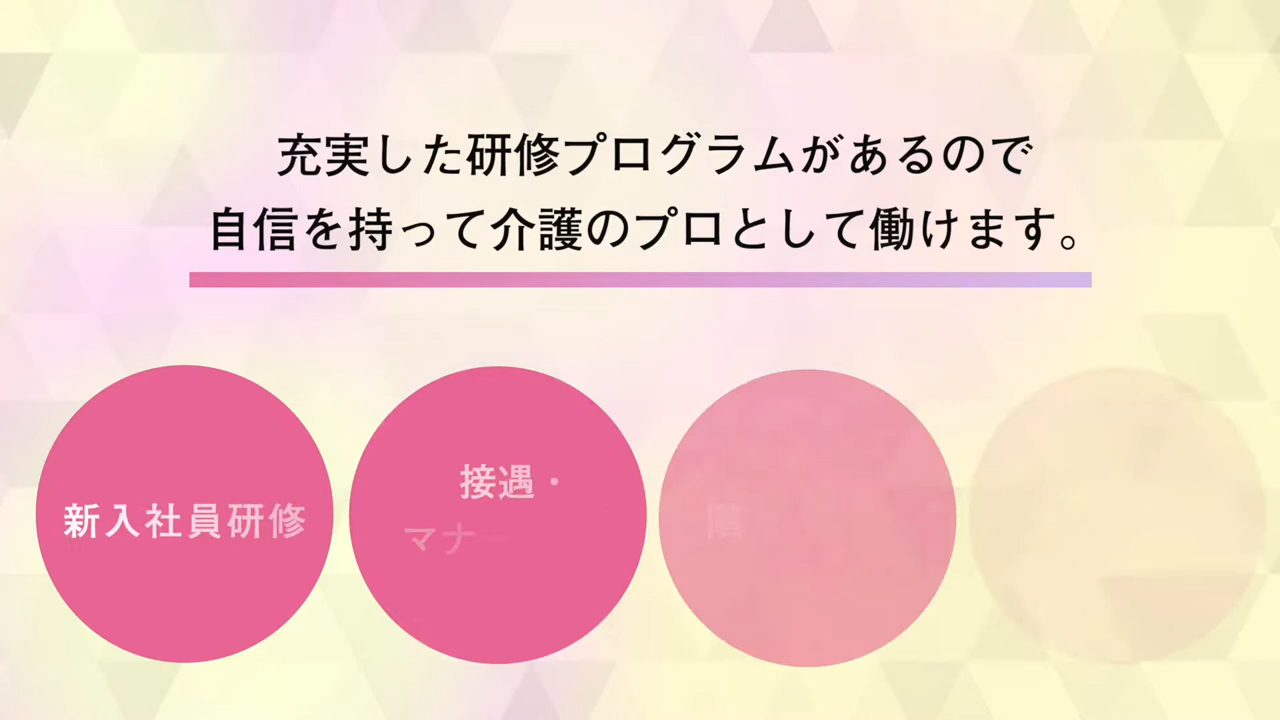 充実した研修プログラムがあるので
自信を持って介護のプロとして働けます。
新入社員研修
接遇・
マナー